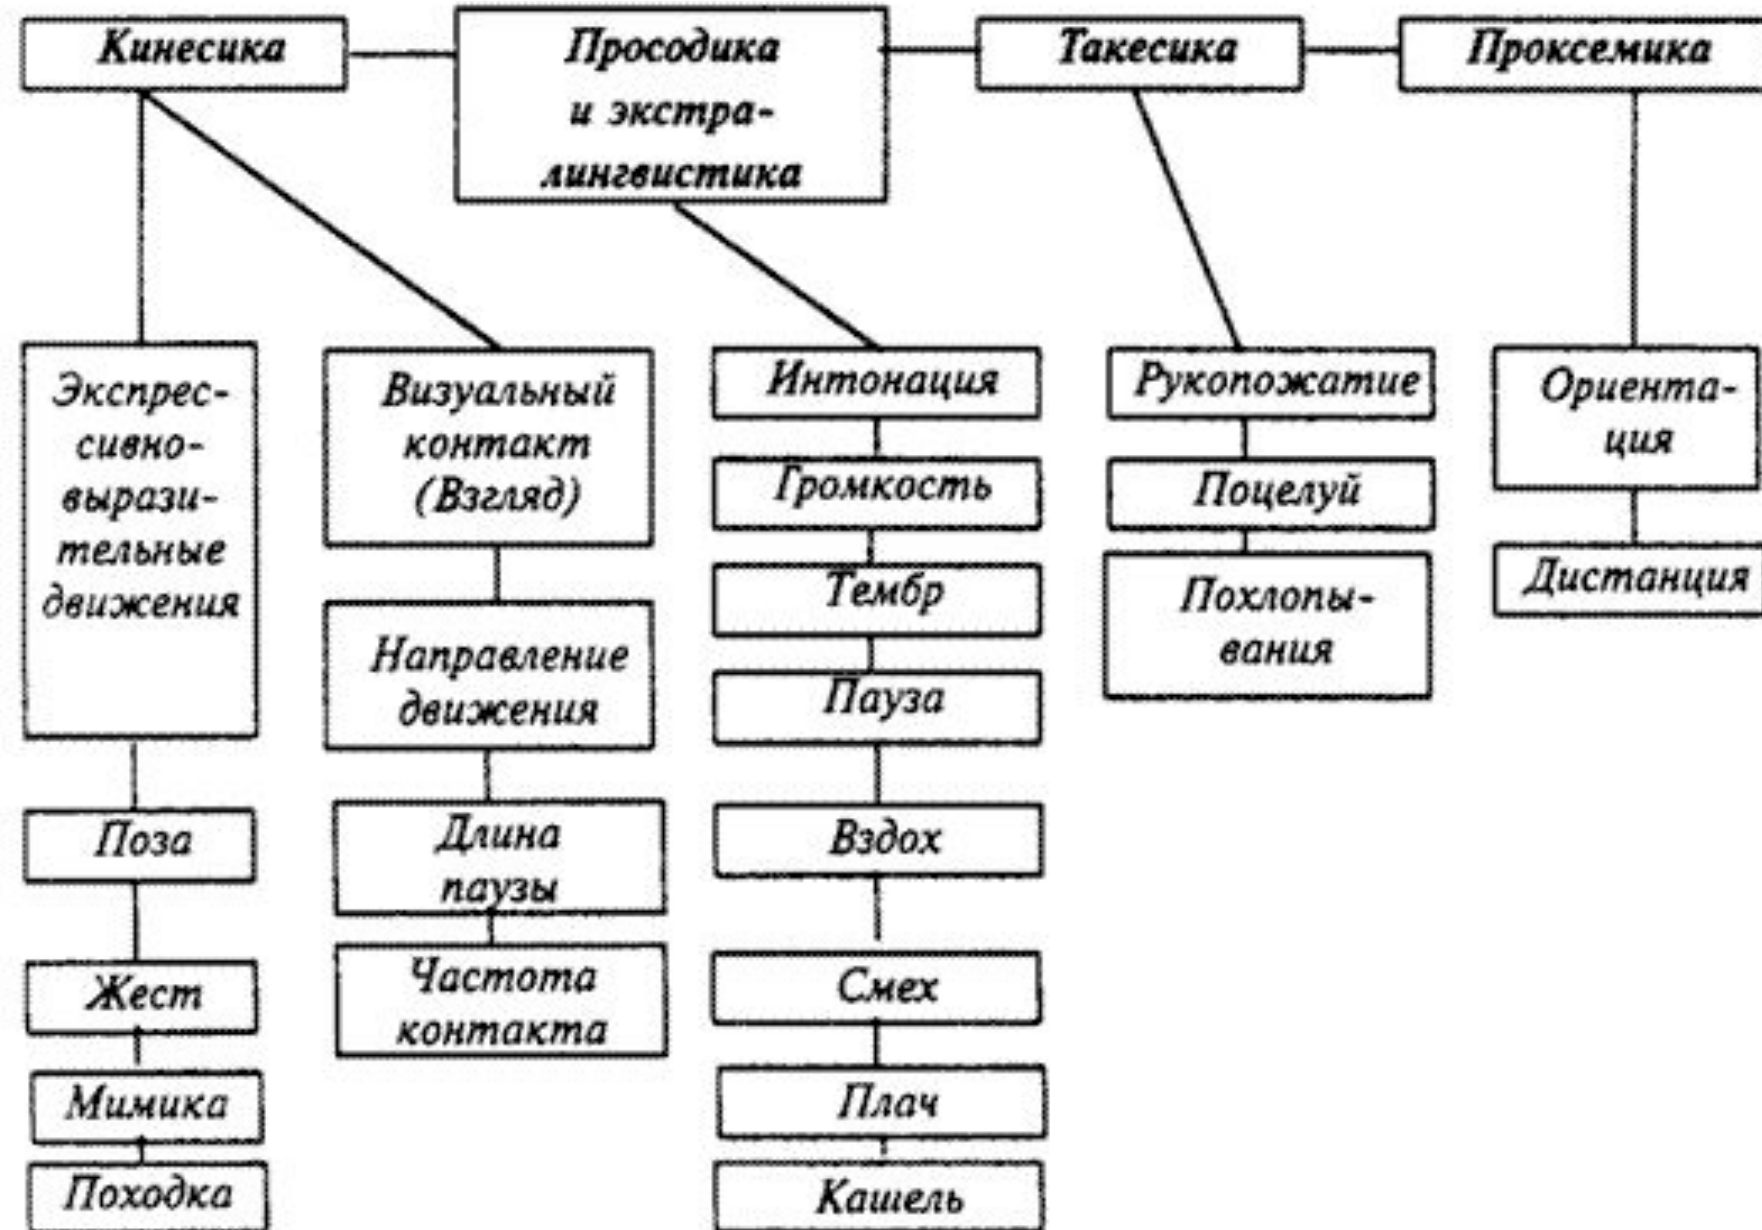 Кинесика
Просодика
и экстра-
лингвистика
Такесика
Проксемика
Экспрес-
сивно-
вырази-
тельные
движения
Поза
Жест
Мимика
Походка
Визуальный
контакт
(Взгляд)
Направление
движения
Длина
паузы
Частота
контакта
Интонация
Громкость
Тембр
Пауза
Вздох
Смех
Плач
Кашель
Рукопожатие
Поцелуй
Похлопы-
вания
Ориента-
ция
Дистанция